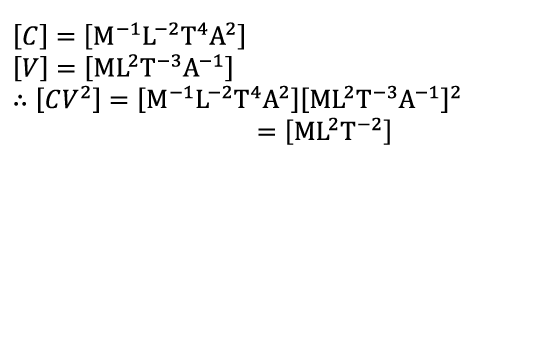 [C] = [M⁻¹L⁻²T⁴A²]
[V] = [ML²T⁻³A⁻¹]
∴ [CV²] = [M⁻¹L⁻²T⁴A²][ML²T⁻³A⁻¹]²
= [ML²T⁻²]